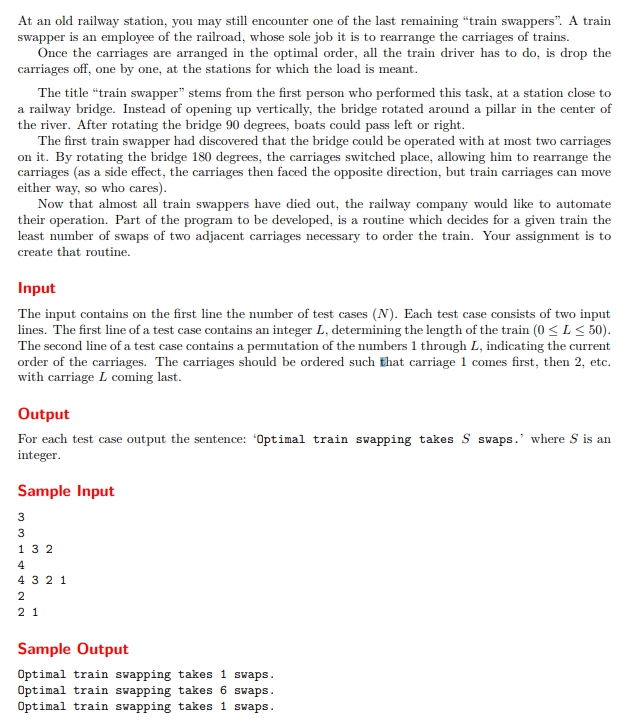 At an old railway station, you may still encounter one of the last remaining “train swappers”. A train
swapper is an employee of the railroad, whose sole job it is to rearrange the carriages of trains.
Once the carriages are arranged in the optimal order, all the train driver has to do, is drop the
carriages off, one by one, at the stations for which the load is meant.
The title “train swapper” stems from the first person who performed this task, at a station close to
a railway bridge. Instead of opening up vertically, the bridge rotated around a pillar in the center of
the river. After rotating the bridge 90 degrees, boats could pass left or right.
The first train swapper had discovered that the bridge could be operated with at most two carriages
on it. By rotating the bridge 180 degrees, the carriages switched place, allowing him to rearrange the
carriages (as a side effect, the carriages then faced the opposite direction, but train carriages can move
either way, so who cares).
Now that almost all train swappers have died out, the railway company would like to automate
their operation. Part of the program to be developed, is a routine which decides for a given train the
least number of swaps of two adjacent carriages necessary to order the train. Your assignment is to
create that routine.
Input
The input contains on the first line the number of test cases (N). Each test case consists of two input
lines. The first line of a test case contains an integer L, determining the length of the train (0 ≤ L ≤ 50).
The second line of a test case contains a permutation of the numbers 1 through L, indicating the current
order of the carriages. The carriages should be ordered such that carriage 1 comes first, then 2, etc.
with carriage L coming last.
Output
For each test case output the sentence: ‘Optimal train swapping takes S swaps.’ where S is an
integer.
Sample Input
3
3
1 3 2
4
4 3 2 1
2
2 1
Sample Output
Optimal train swapping takes 1 swaps.
Optimal train swapping takes 6 swaps.
Optimal train swapping takes 1 swaps.